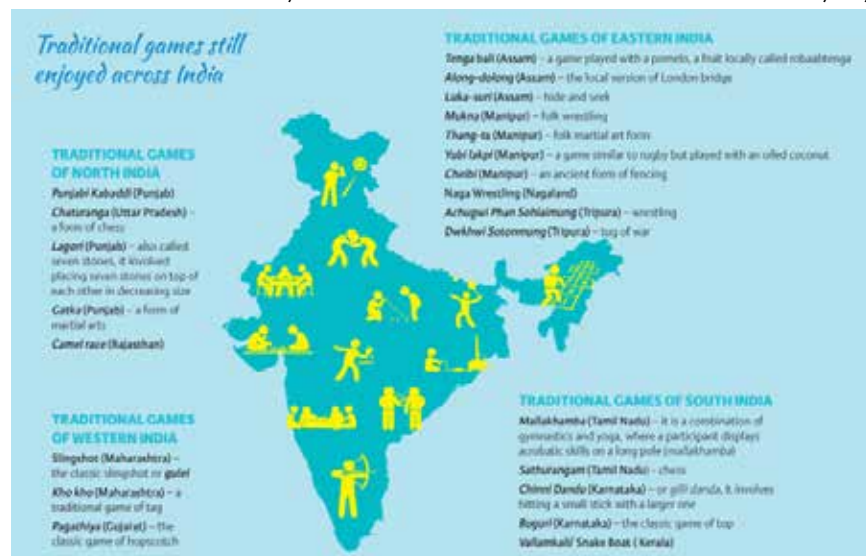 Traditional games still
enjoyed across India
TRADITIONAL GAMES
OF NORTH INDIA
Punjabi Kabaddi (Punjab)
Chaturanga (Uttar Pradesh) –
a form of chess
Lagori (Punjab) – also called
seven stones, it involved
placing seven stones on top of
each other in decreasing size
Gatka (Punjab) – a form of
martial arts
Camel race (Rajasthan)
TRADITIONAL GAMES
OF WESTERN INDIA
Slingshot (Maharashtra) –
the classic slingshot or gulel
Kho kho (Maharashtra) – a
traditional game of tag
Pagathiya (Gujarat) – the
classic game of hopscotch
TRADITIONAL GAMES OF EASTERN INDIA
Tenga ball (Assam) – a game played with a pomelo, a fruit locally called robaabtenga
Along-dolong (Assam) – the local version of London bridge
Luka-suri (Assam) – hide and seek
Mukna (Manipur) – folk wrestling
Thang-ta (Manipur) – folk martial art form
Yubi lakpi (Manipur) – a game similar to rugby but played with an oiled coconut
Cheibi (Manipur) – an ancient form of fencing
Naga Wrestling (Nagaland)
Achugui Phan Sohlaimung (Tripura) – wrestling
Dwkhwi Sotonmung (Tripura) – tug of war
TRADITIONAL GAMES OF SOUTH INDIA
Mallakhamba (Tamil Nadu) – it is a combination of
gymnastics and yoga, where a participant displays
acrobatic skills on a long pole (mallakhamba)
Sathurangam (Tamil Nadu) – chess
Chinni Dandu (Karnataka) – or gilli danda, it involves
hitting a small stick with a larger one
Buguri (Karnataka) – the classic game of top
Vallamkali/ Snake Boat ( Kerala)